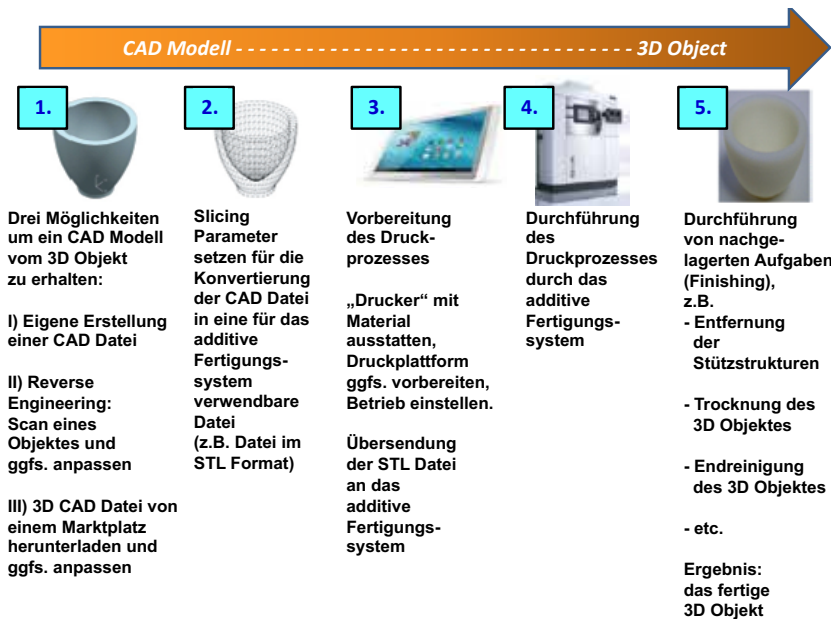 CAD Modell - - - - - - - - - - - - - - - - - - - - - - - - - - - - - - - - - - 3D Object
1.
Drei Möglichkeiten
um ein CAD Modell
vom 3D Objekt
zu erhalten:
I) Eigene Erstellung
einer CAD Datei
II) Reverse
Engineering:
Scan eines
Objektes und
ggfs. anpassen
III) 3D CAD Datei von
einem Marktplatz
herunterladen und
ggfs. anpassen
2.
Slicing
Parameter
setzen für die
Konvertierung
der CAD Datei
in eine für das
additive
Fertigungs-
system
verwendbare
Datei
(z.B. Datei im
STL Format)
3.
Vorbereitung
des Druck-
prozesses
„Drucker“ mit
Material
ausstatten,
Druckplattform
ggfs. vorbereiten,
Betrieb einstellen.
Übersendung
der STL Datei
an das
additive
Fertigungs-
system
4.
Durchführung
des
Druckprozesses
durch das
additive
Fertigungs-
system
5.
Durchführung
von nachge-
lagerten Aufgaben
(Finishing),
z.B.
- Entfernung
der
Stützstrukturen
- Trocknung des
3D Objektes
- Endreinigung
des 3D Objektes
- etc.
Ergebnis:
das fertige
3D Objekt